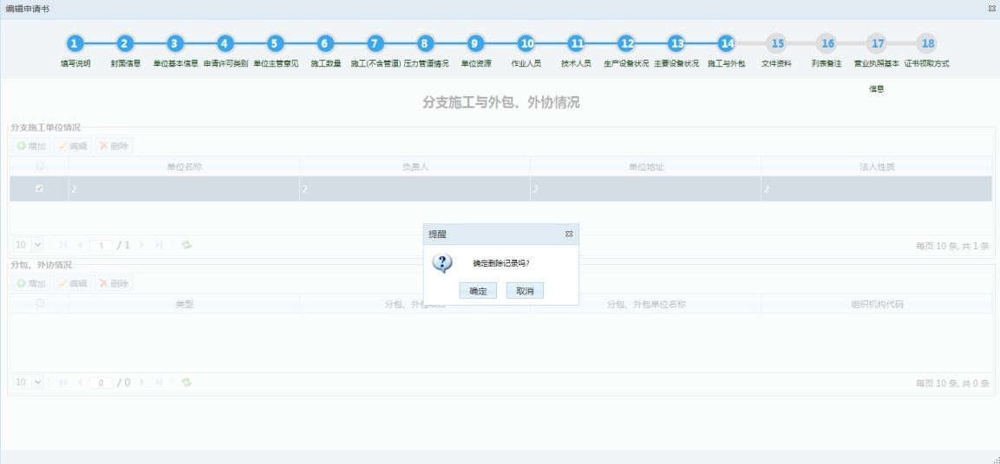 编辑申请书
1 2 3 4 5 6 7 8 9 10 11 12 13 14 15 16 17 18
填写说明 封面信息 单位基本信息 申请许可类别 单位主管意见 施工数量 施工(不含管道) 压力管道情况 单位资源 作业人员 技术人员 生产设备状况 主要设备状况 施工与外包 文件资料 列表备注 营业执照基本信息 证书领取方式
分支施工与外包、外协情况
分支施工单位情况
增加 编辑 删除
单位名称 负责人 单位地址 法人性质
2 2 2 2
10 1 / 1 每页 10 条, 共 1 条
提醒
确定删除记录吗?
确定 取消
分包、外协情况
增加 编辑 删除
类型 分包、外包项目 分包、外包单位名称 组织机构代码
10 0 / 0 每页 10 条, 共 0 条